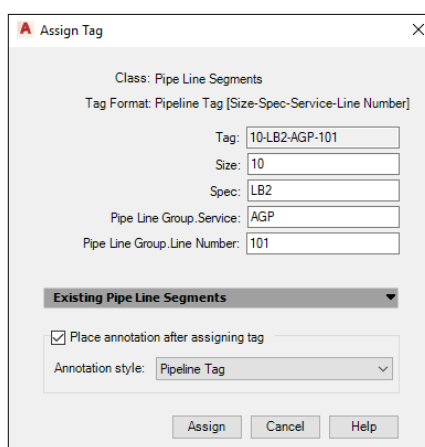 Assign Tag
Class: Pipe Line Segments
Tag Format: Pipeline Tag [Size-Spec-Service-Line Number]
Tag: 10-LB2-AGP-101
Size: 10
Spec: LB2
Pipe Line Group.Service: AGP
Pipe Line Group.Line Number: 101
Existing Pipe Line Segments
Place annotation after assigning tag
Annotation style: Pipeline Tag
Assign Cancel Help